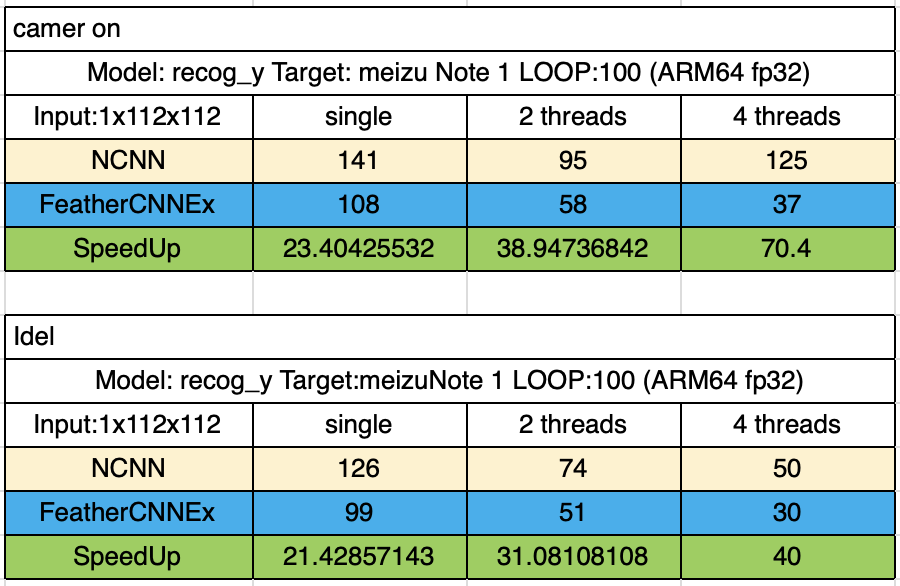 camer on
Model: recog_y Target: meizu Note 1 LOOP:100 (ARM64 fp32)
Input:1x112x112 single 2 threads 4 threads
NCNN 141 95 125
FeatherCNNEx 108 58 37
SpeedUp 23.40425532 38.94736842 70.4
Idel
Model: recog_y Target:meizuNote 1 LOOP:100 (ARM64 fp32)
Input:1x112x112 single 2 threads 4 threads
NCNN 126 74 50
FeatherCNNEx 99 51 30
SpeedUp 21.42857143 31.08108108 40